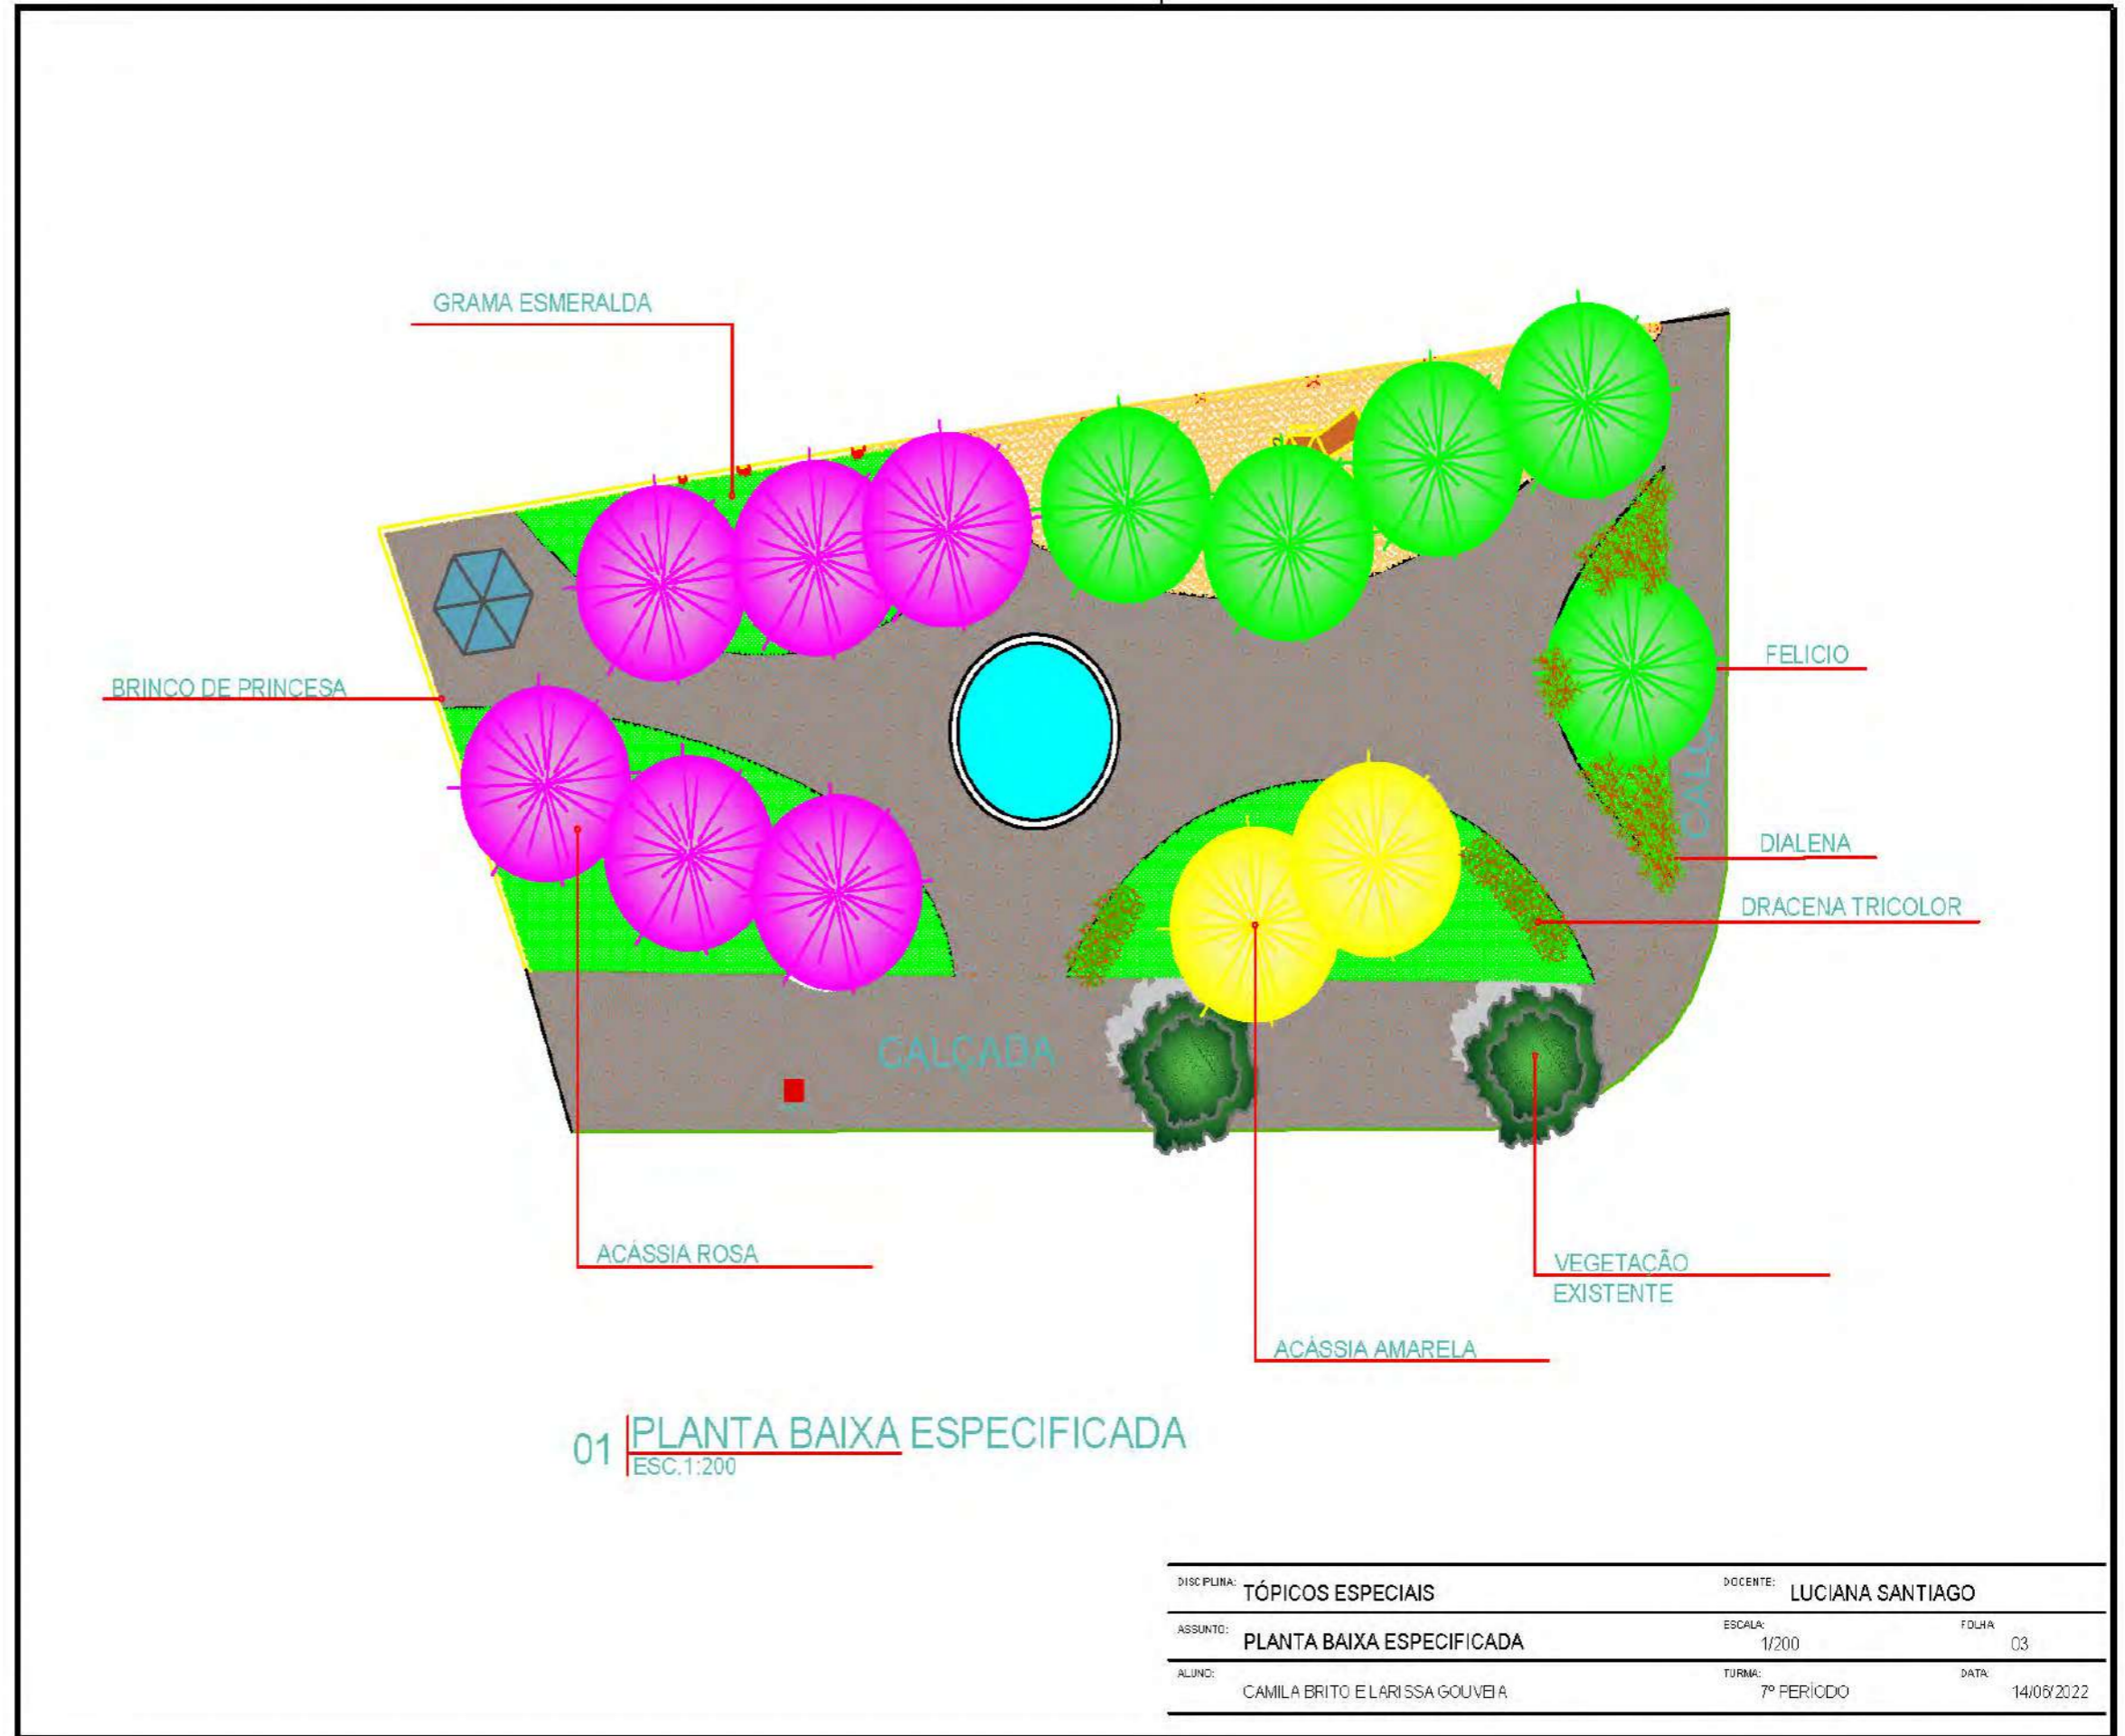 GRAMA ESMERALDA
BRINCO DE PRINCESA
FELICIO
CALÇ
DIALENA
DRACENA TRICOLOR
CALÇADA
ACÁSSIA ROSA
VEGETAÇÃO
EXISTENTE
ACÁSSIA AMARELA
01 PLANTA BAIXA ESPECIFICADA
ESC.1:200
DISCIPLINA: TÓPICOS ESPECIAIS DOCENTE: LUCIANA SANTIAGO
ASSUNTO: PLANTA BAIXA ESPECIFICADA ESCALA: 1/200 FOLHA 03
ALUNO: CAMILA BRITO E LARISSA GOUVEIA TURMA: 7º PERÍODO DATA: 14/06/2022